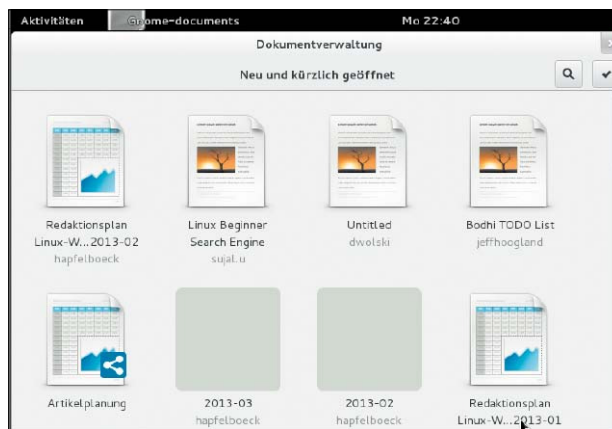 Aktivitäten Gnome-documents Mo 22:40
Dokumentverwaltung
Neu und kürzlich geöffnet
Redaktionsplan
Linux-W...2013-02
hapfelboeck
Linux Beginner
Search Engine
sujal.u
Untitled
dwolski
Bodhi TODO List
jeffhoogland
Artikelplanung
2013-03
hapfelboeck
2013-02
hapfelboeck
Redaktionsplan
Linux-W...2013-01